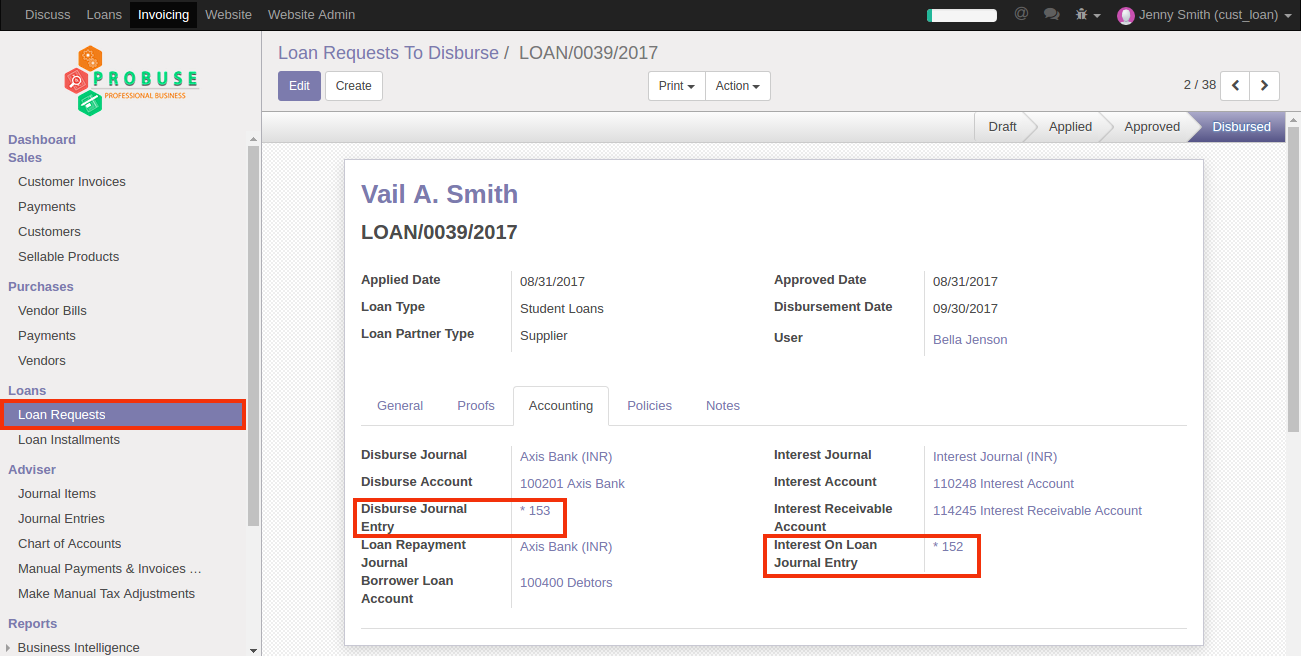 Discuss Loans Invoicing Website Website Admin
Jenny Smith (cust_loan)
PROBUSE
PROFESSIONAL BUSINESS
Dashboard
Sales
Customer Invoices
Payments
Customers
Sellable Products
Purchases
Vendor Bills
Payments
Vendors
Loans
Loan Requests
Loan Installments
Adviser
Journal Items
Journal Entries
Chart of Accounts
Manual Payments & Invoices ...
Make Manual Tax Adjustments
Reports
Business Intelligence
Loan Requests To Disburse / LOAN/0039/2017
Edit Create Print Action 2 / 38
Draft Applied Approved Disbursed
Vail A. Smith
LOAN/0039/2017
Applied Date 08/31/2017
Loan Type Student Loans
Loan Partner Type Supplier
Approved Date 08/31/2017
Disbursement Date 09/30/2017
User Bella Jenson
General Proofs Accounting Policies Notes
Disburse Journal Axis Bank (INR)
Disburse Account 100201 Axis Bank
Disburse Journal * 153
Entry
Loan Repayment Axis Bank (INR)
Journal
Borrower Loan 100400 Debtors
Account
Interest Journal Interest Journal (INR)
Interest Account 110248 Interest Account
Interest Receivable 114245 Interest Receivable Account
Account
Interest On Loan * 152
Journal Entry